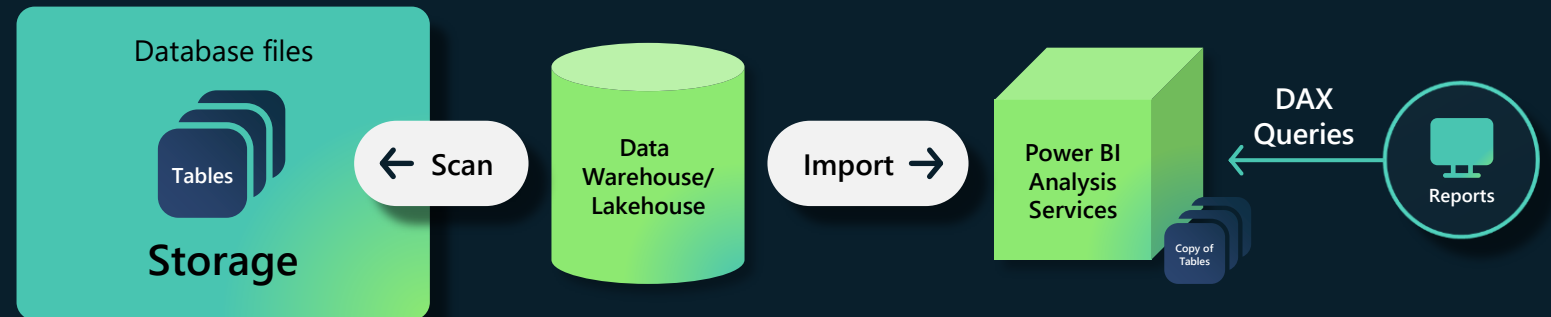 Database files
Tables
Storage
Scan
Data
Warehouse/
Lakehouse
Import
Power BI
Analysis
Services
Copy of
Tables
DAX
Queries
Reports